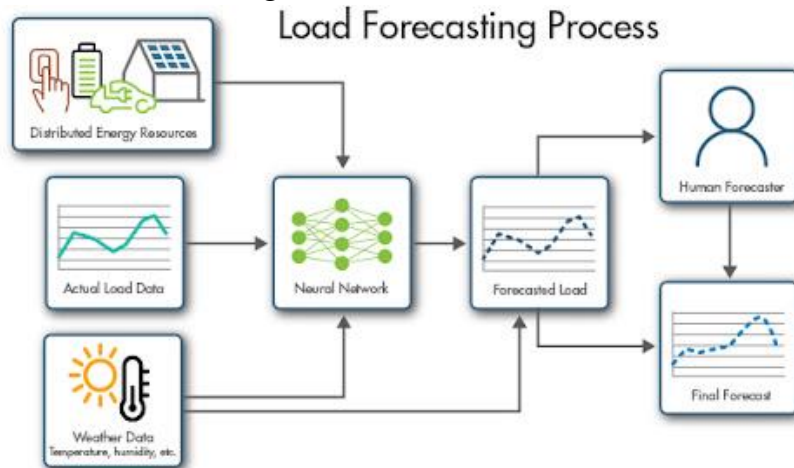 Load Forecasting Process
Distributed Energy Resources
Human Forecaster
Actual Load Data
Neural Network
Forecasted Load
Weather Data
Temperature, humidity, etc.
Final Forecast